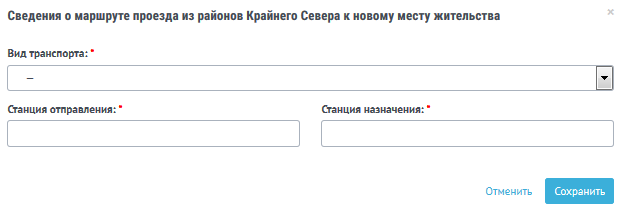 Сведения о маршруте проезда из районов Крайнего Севера к новому месту жительства ×
Вид транспорта: *
—
Станция отправления: * Станция назначения: *
Отменить Сохранить